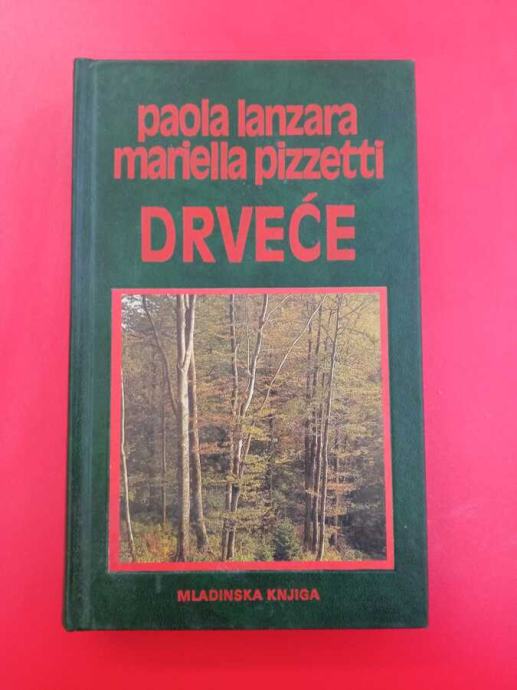 paola lanzara
mariella pizzetti
DRVEĆE
MLADINSKA KNJIGA